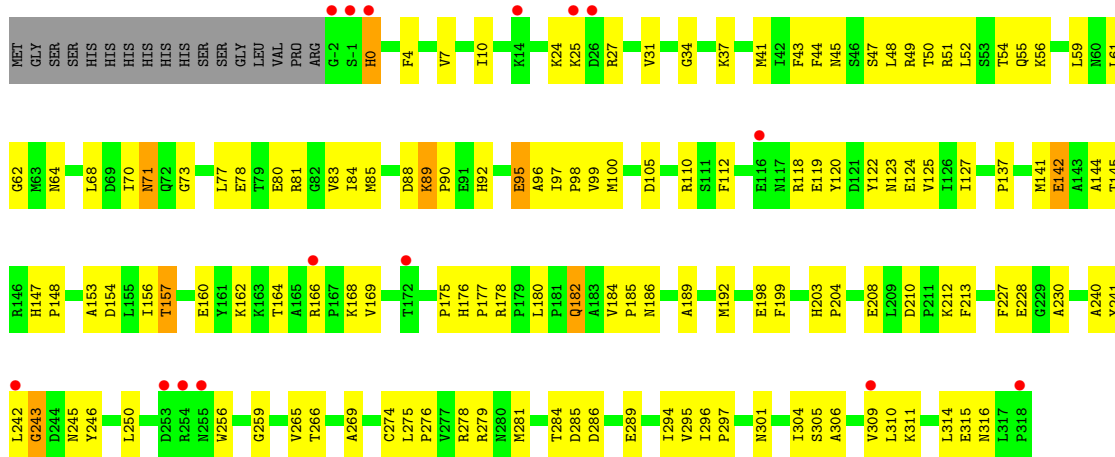 MET GLY SER SER HIS HIS HIS HIS HIS HIS SER SER GLY LEU VAL PRO ARG G-2 S-1 H0 F4 V7 I10 K14 K24 K25 D26 R27 V31 G34 K37 M41 I42 F43 F44 N45 S46 S47 L48 R49 T50 R51 L52 S53 T54 Q55 K56 L59 N60 L61
G62 M63 N64 L68 D69 I70 N71 Q72 G73 L77 E78 T79 E80 R81 G82 V83 I84 M85 D88 K89 P90 E91 H92 E95 A96 I97 P98 V99 M100 D105 R110 S111 F112 E116 N117 R118 E119 Y120 D121 Y122 N123 E124 V125 I126 I127 P137 M141 E142 A143 A144 T145
R146 H147 P148 A153 D154 L155 I156 T157 E160 Y161 K162 K163 T164 A165 R166 P167 K168 V169 T172 P175 H176 P177 R178 P179 L180 P181 Q182 A183 V184 P185 N186 A189 M192 E198 F199 H203 P204 E208 L209 D210 P211 K212 F213 F227 E228 G229 A230 A240
L242 G243 D244 N245 Y246 L250 D253 R254 N255 W256 G259 V265 T266 A269 C274 L275 P276 V277 R278 R279 N280 M281 T284 D285 D286 E289 I294 V295 I296 P297 N301 I304 S305 A306 V309 L310 K311 L314 E315 N316 L317 P318